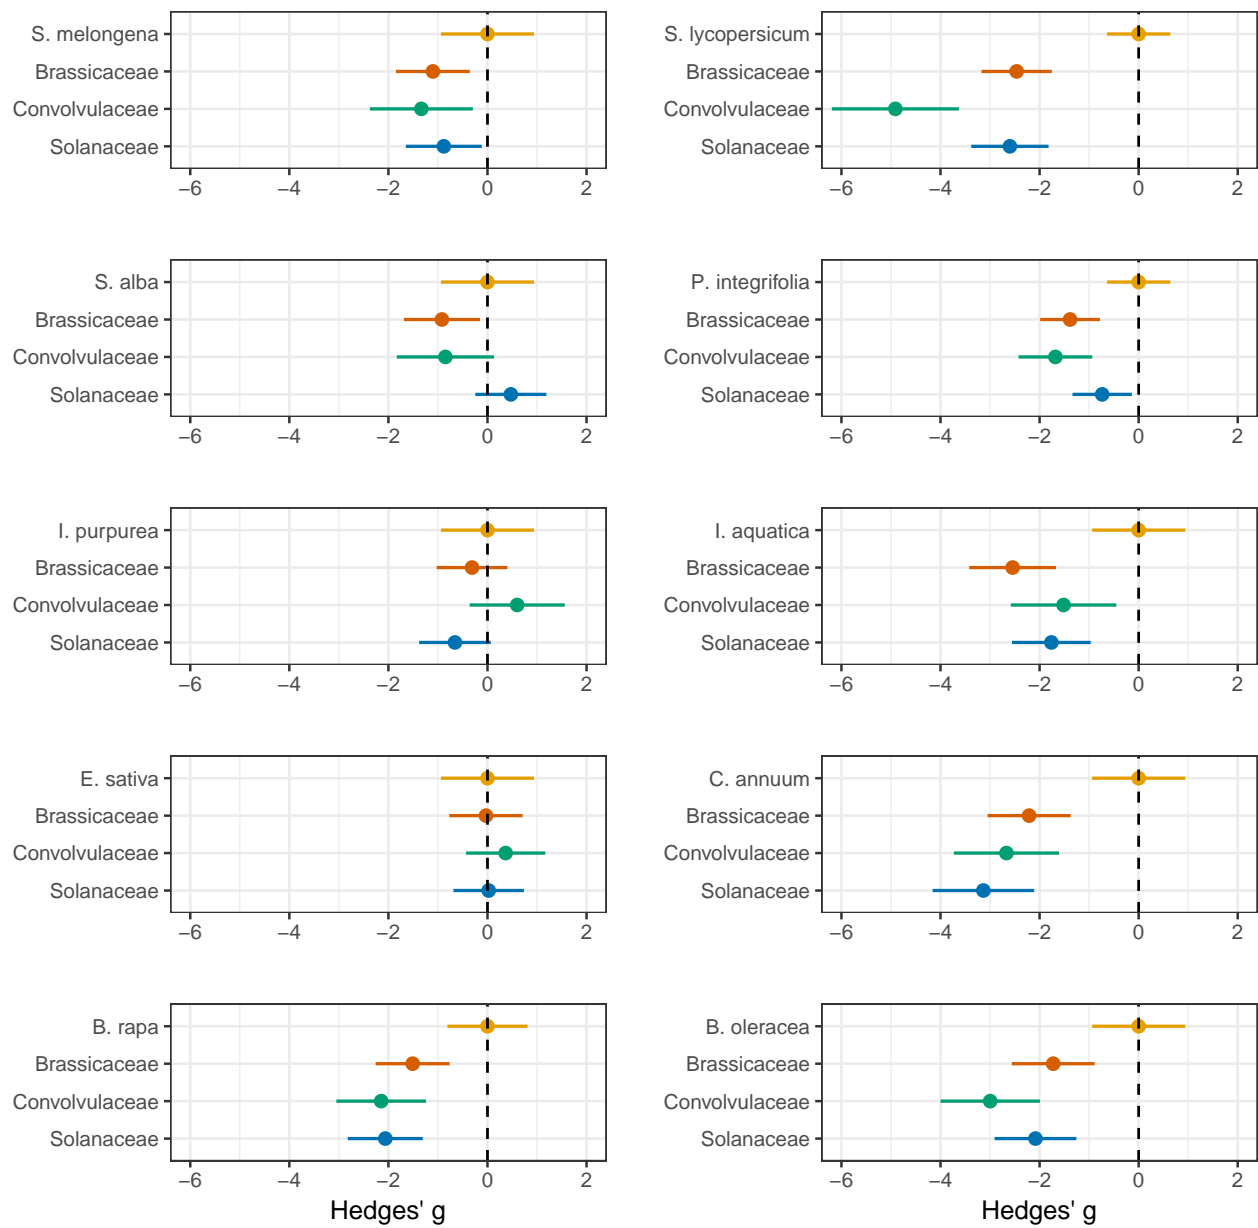 S. melongena
Brassicaceae
Convolvulaceae
Solanaceae
−6 −4 −2 0 2
S. lycopersicum
Brassicaceae
Convolvulaceae
Solanaceae
−6 −4 −2 0 2
S. alba
Brassicaceae
Convolvulaceae
Solanaceae
−6 −4 −2 0 2
P. integrifolia
Brassicaceae
Convolvulaceae
Solanaceae
−6 −4 −2 0 2
I. purpurea
Brassicaceae
Convolvulaceae
Solanaceae
−6 −4 −2 0 2
I. aquatica
Brassicaceae
Convolvulaceae
Solanaceae
−6 −4 −2 0 2
E. sativa
Brassicaceae
Convolvulaceae
Solanaceae
−6 −4 −2 0 2
C. annuum
Brassicaceae
Convolvulaceae
Solanaceae
−6 −4 −2 0 2
B. rapa
Brassicaceae
Convolvulaceae
Solanaceae
−6 −4 −2 0 2
Hedges' g
B. oleracea
Brassicaceae
Convolvulaceae
Solanaceae
−6 −4 −2 0 2
Hedges' g